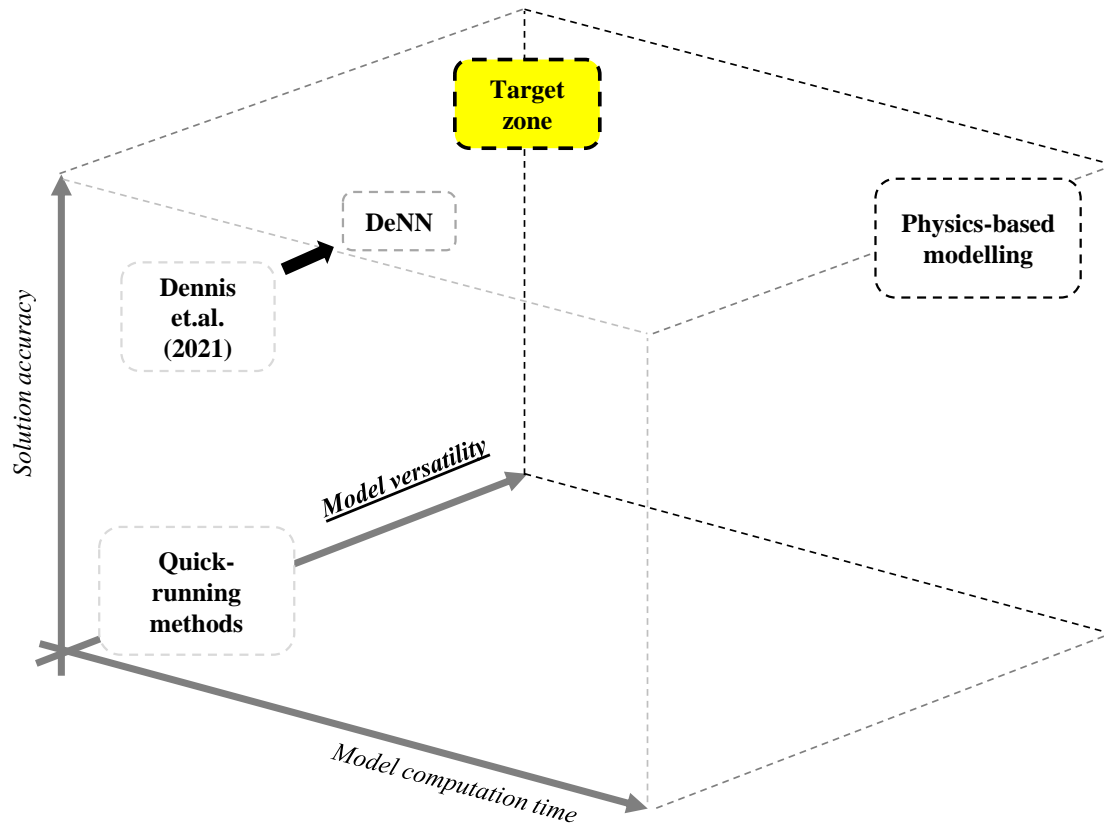 Target
zone
DeNN
Physics-based
modelling
Dennis
et.al.
(2021)
Solution accuracy
Model versatility
Quick-
running
methods
Model computation time